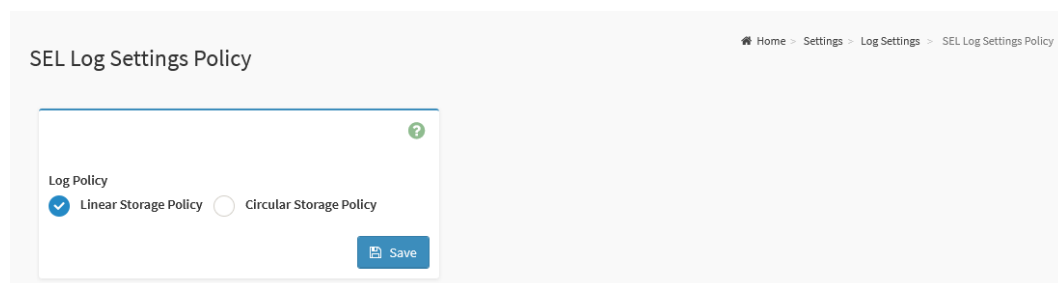 Home > Settings > Log Settings > SEL Log Settings Policy
SEL Log Settings Policy
?
Log Policy
Linear Storage Policy Circular Storage Policy
Save